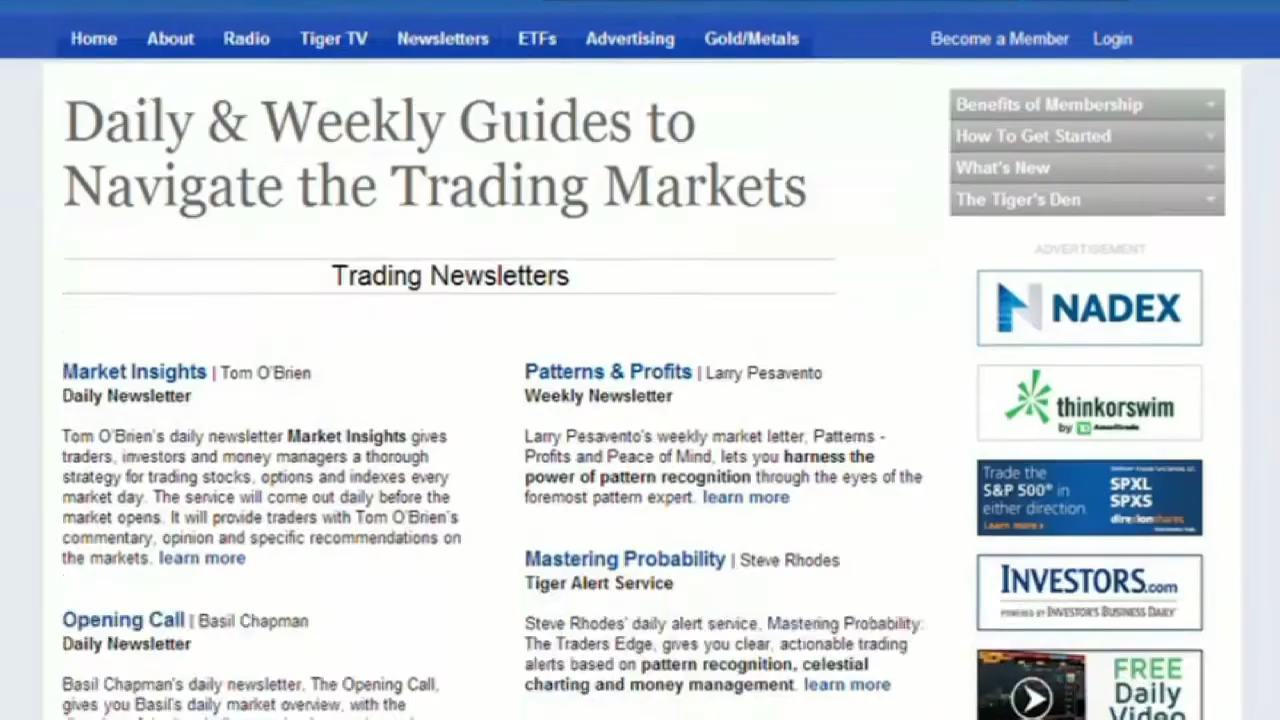 Home About Radio Tiger TV Newsletters ETFs Advertising Gold/Metals Become a Member Login
Daily & Weekly Guides to
Navigate the Trading Markets
Trading Newsletters
Market Insights | Tom O'Brien
Daily Newsletter
Tom O'Brien's daily newsletter Market Insights gives
traders, investors and money managers a thorough
strategy for trading stocks, options and indexes every
market day. The service will come out daily before the
market opens. It will provide traders with Tom O'Brien's
commentary, opinion and specific recommendations on
the markets. learn more
Opening Call | Basil Chapman
Daily Newsletter
Basil Chapman's daily newsletter, The Opening Call,
gives you Basil's daily market overview, with the
Patterns & Profits | Larry Pesavento
Weekly Newsletter
Larry Pesavento's weekly market letter, Patterns -
Profits and Peace of Mind, lets you harness the
power of pattern recognition through the eyes of the
foremost pattern expert. learn more
Mastering Probability | Steve Rhodes
Tiger Alert Service
Steve Rhodes' daily alert service, Mastering Probability:
The Traders Edge, gives you clear, actionable trading
alerts based on pattern recognition, celestial
charting and money management. learn more
Benefits of Membership
How To Get Started
What's New
The Tiger's Den
ADVERTISEMENT
NADEX
thinkorswim
by Ameritrade
Trade the
S&P 500® in
either direction
Learn more
SPXL
SPXS
direxionshares
INVESTORS.com
POWERED BY INVESTOR'S BUSINESS DAILY
FREE
Daily
Video